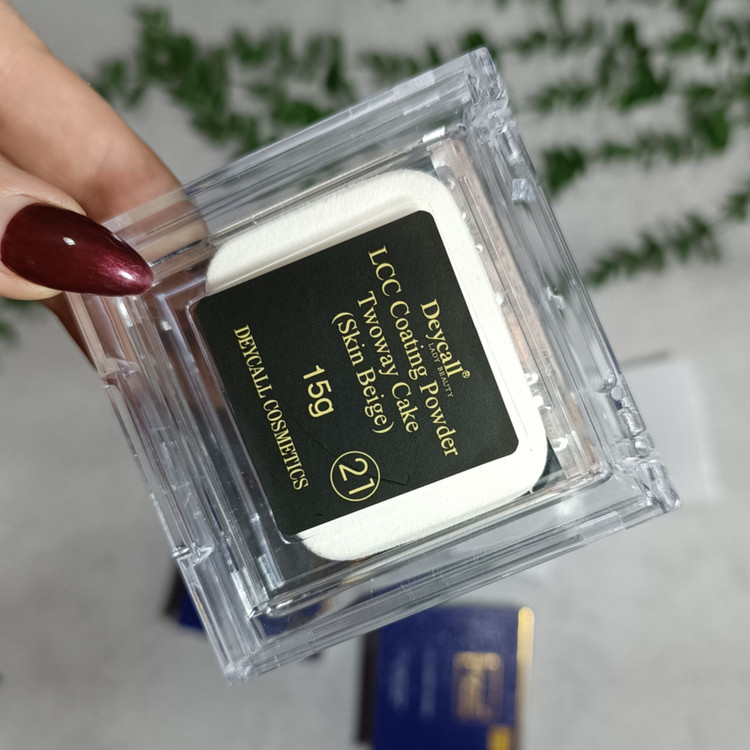 Deycall®
LADY BEAUTY
LCC Coating Powder
Twoway Cake
(Skin Beige)
15g
21
DEYCALL COSMETICS